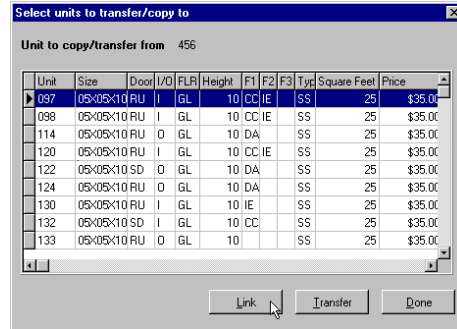 Select units to transfer/copy to
Unit to copy/transfer from 456
Unit Size Door I/O FLR Height F1 F2 F3 Typ Square Feet Price
097 05X05X10 RU I GL 10 CC IE SS 25 $35.00
098 05X05X10 RU I GL 10 CC IE SS 25 $35.00
114 05X05X10 RU O GL 10 DA SS 25 $35.00
120 05X05X10 RU I GL 10 CC IE SS 25 $35.00
122 05X05X10 SD O GL 10 DA SS 25 $35.00
124 05X05X10 RU O GL 10 DA SS 25 $35.00
130 05X05X10 RU I GL 10 IE SS 25 $35.00
132 05X05X10 SD I GL 10 CC SS 25 $35.00
133 05X05X10 RU O GL 10 SS 25 $35.00
Link Transfer Done